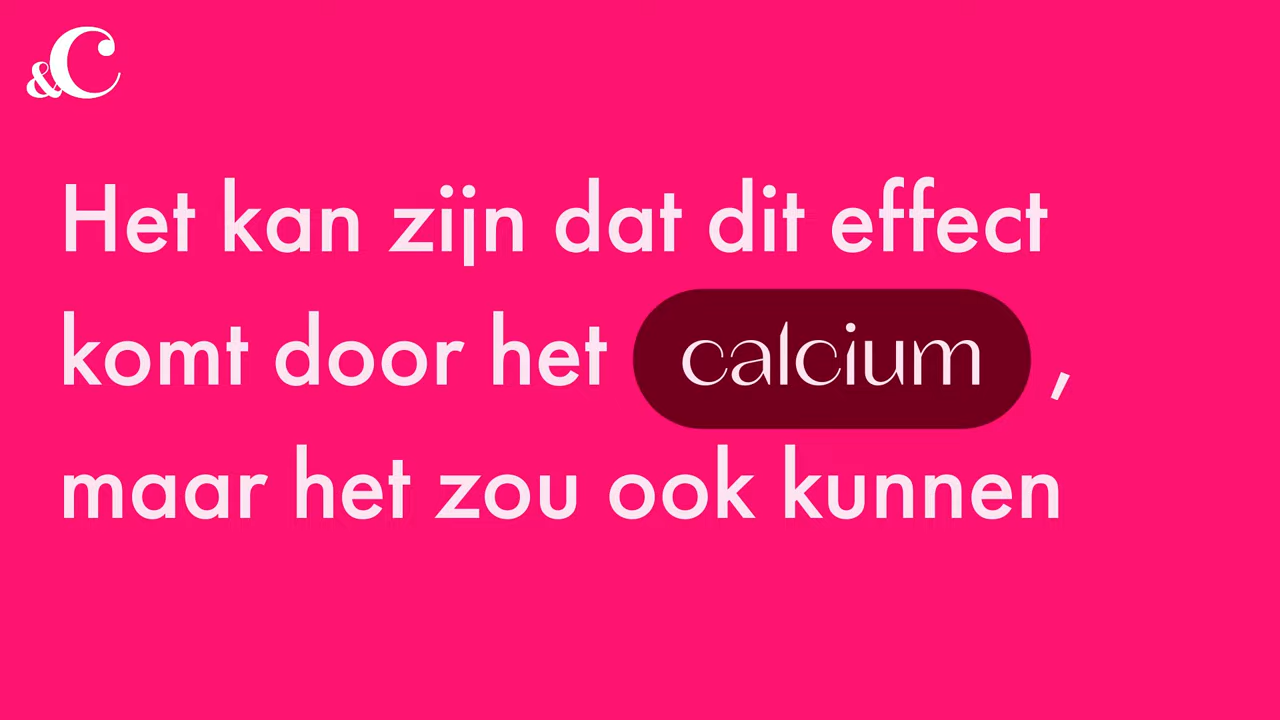 &C
Het kan zijn dat dit effect
komt door het calcium ,
maar het zou ook kunnen